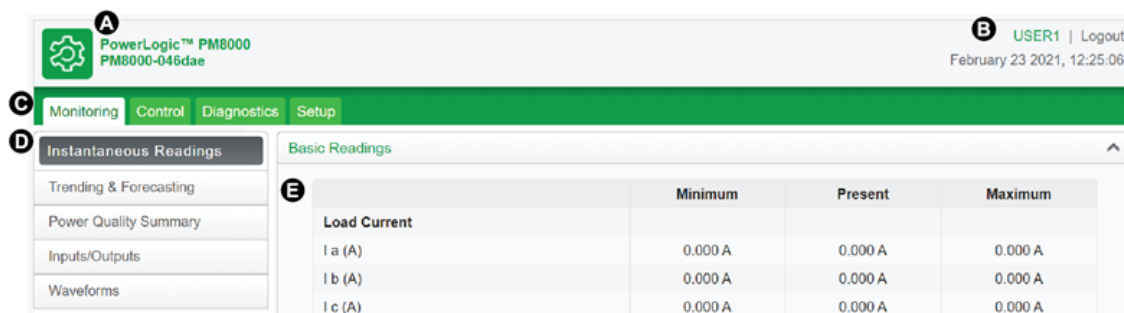 A
PowerLogic™ PM8000
PM8000-046dae
B
USER1 | Logout
February 23 2021, 12:25:06
C
Monitoring Control Diagnostics Setup
D
Instantaneous Readings
Basic Readings
Trending & Forecasting
Power Quality Summary
Inputs/Outputs
Waveforms
E
Minimum Present Maximum
Load Current
I a (A) 0.000 A 0.000 A 0.000 A
I b (A) 0.000 A 0.000 A 0.000 A
I c (A) 0.000 A 0.000 A 0.000 A